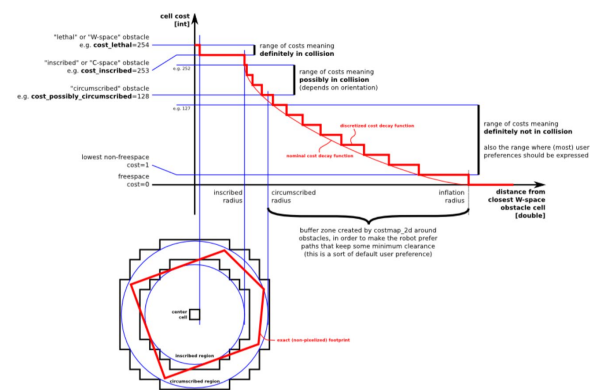 cell cost
[int]
"lethal" or "W-space" obstacle
e.g. cost_lethal=254
"inscribed" or "C-space" obstacle
e.g. cost_inscribed=253
e.g. 252
"circumscribed" obstacle
e.g. cost_possibly_circumscribed=128
e.g. 127
lowest non-freespace
cost=1
freespace
cost=0
range of costs meaning
definitely in collision
range of costs meaning
possibly in collision
(depends on orientation)
range of costs meaning
definitely not in collision
also the range where (most) user
preferences should be expressed
discretized cost decay function
nominal cost decay function
inscribed
radius
circumscribed
radius
inflation
radius
distance from
closest W-space
obstacle cell
[double]
buffer zone created by costmap_2d around
obstacles, in order to make the robot prefer
paths that keep some minimum clearance
(this is a sort of default user preference)
center
cell
exact (non-pixelized) footprint
inscribed region
circumscribed region